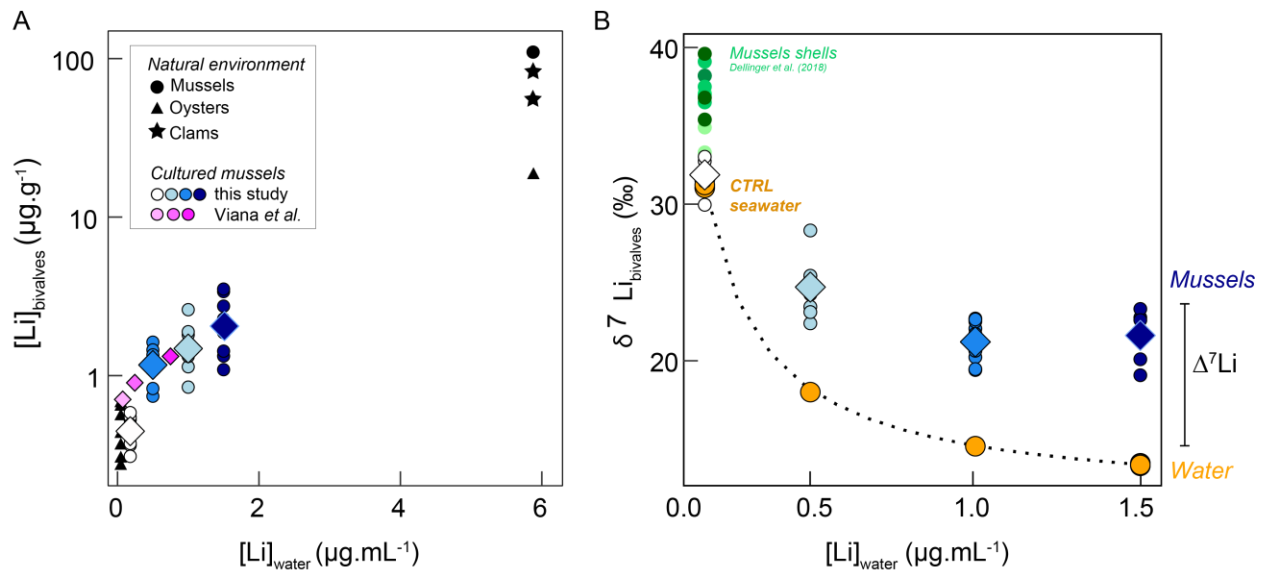 A
[Li]bivalves (µg.g⁻¹)
100
10
1
Natural environment
Mussels
Oysters
Clams
Cultured mussels
this study
Viana et al.
0
2
4
6
[Li]water (µg.mL⁻¹)
B
δ⁷ Libivalves (‰)
40
30
20
Mussels shells
Dellinger et al. (2018)
CTRL
seawater
Mussels
Δ⁷Li
Water
0.0
0.5
1.0
1.5
[Li]water (µg.mL⁻¹)